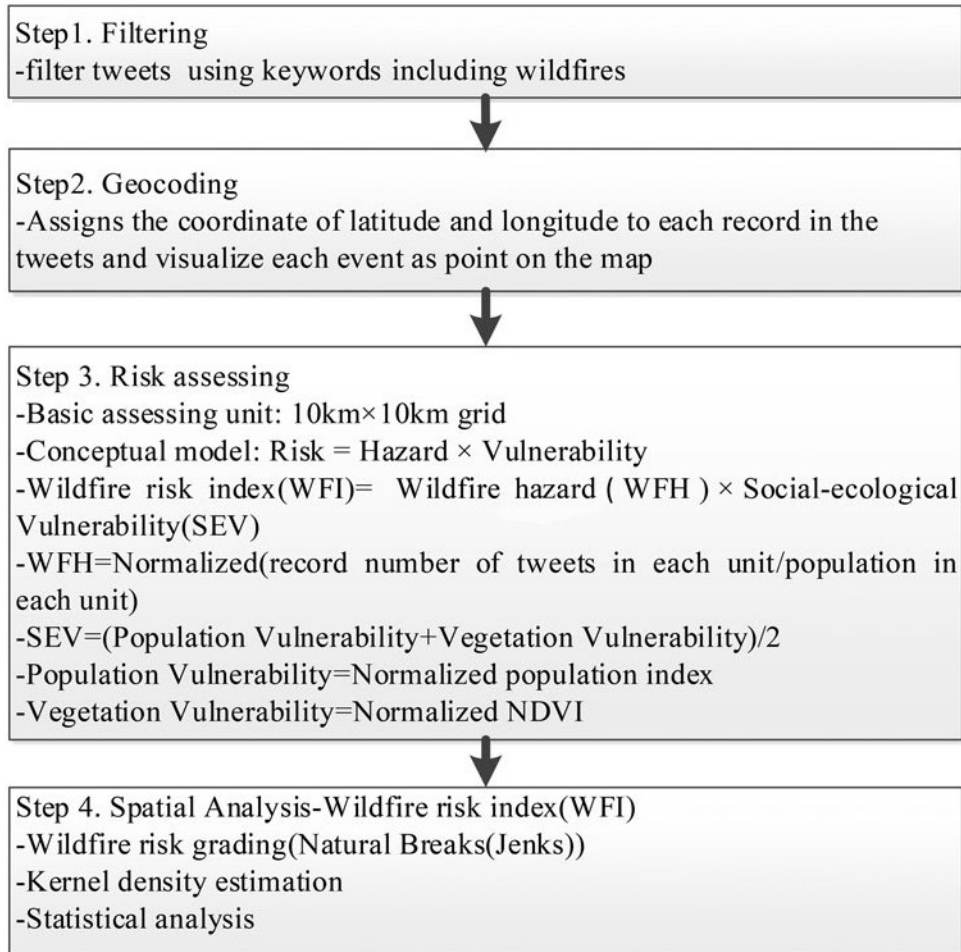 Step1. Filtering
-filter tweets using keywords including wildfires
Step2. Geocoding
-Assigns the coordinate of latitude and longitude to each record in the
tweets and visualize each event as point on the map
Step 3. Risk assessing
-Basic assessing unit: 10km×10km grid
-Conceptual model: Risk = Hazard × Vulnerability
-Wildfire risk index(WFI)= Wildfire hazard ( WFH ) × Social-ecological
Vulnerability(SEV)
-WFH=Normalized(record number of tweets in each unit/population in
each unit)
-SEV=(Population Vulnerability+Vegetation Vulnerability)/2
-Population Vulnerability=Normalized population index
-Vegetation Vulnerability=Normalized NDVI
Step 4. Spatial Analysis-Wildfire risk index(WFI)
-Wildfire risk grading(Natural Breaks(Jenks))
-Kernel density estimation
-Statistical analysis